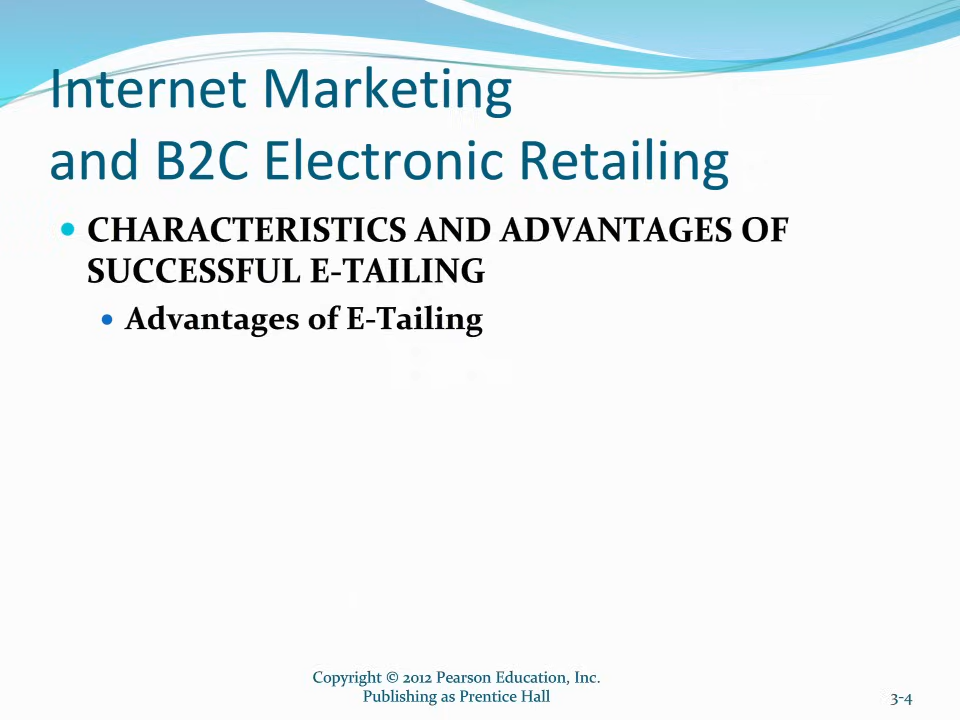 Internet Marketing
and B2C Electronic Retailing
• CHARACTERISTICS AND ADVANTAGES OF
SUCCESSFUL E-TAILING
• Advantages of E-Tailing
Copyright © 2012 Pearson Education, Inc.
Publishing as Prentice Hall
3-4